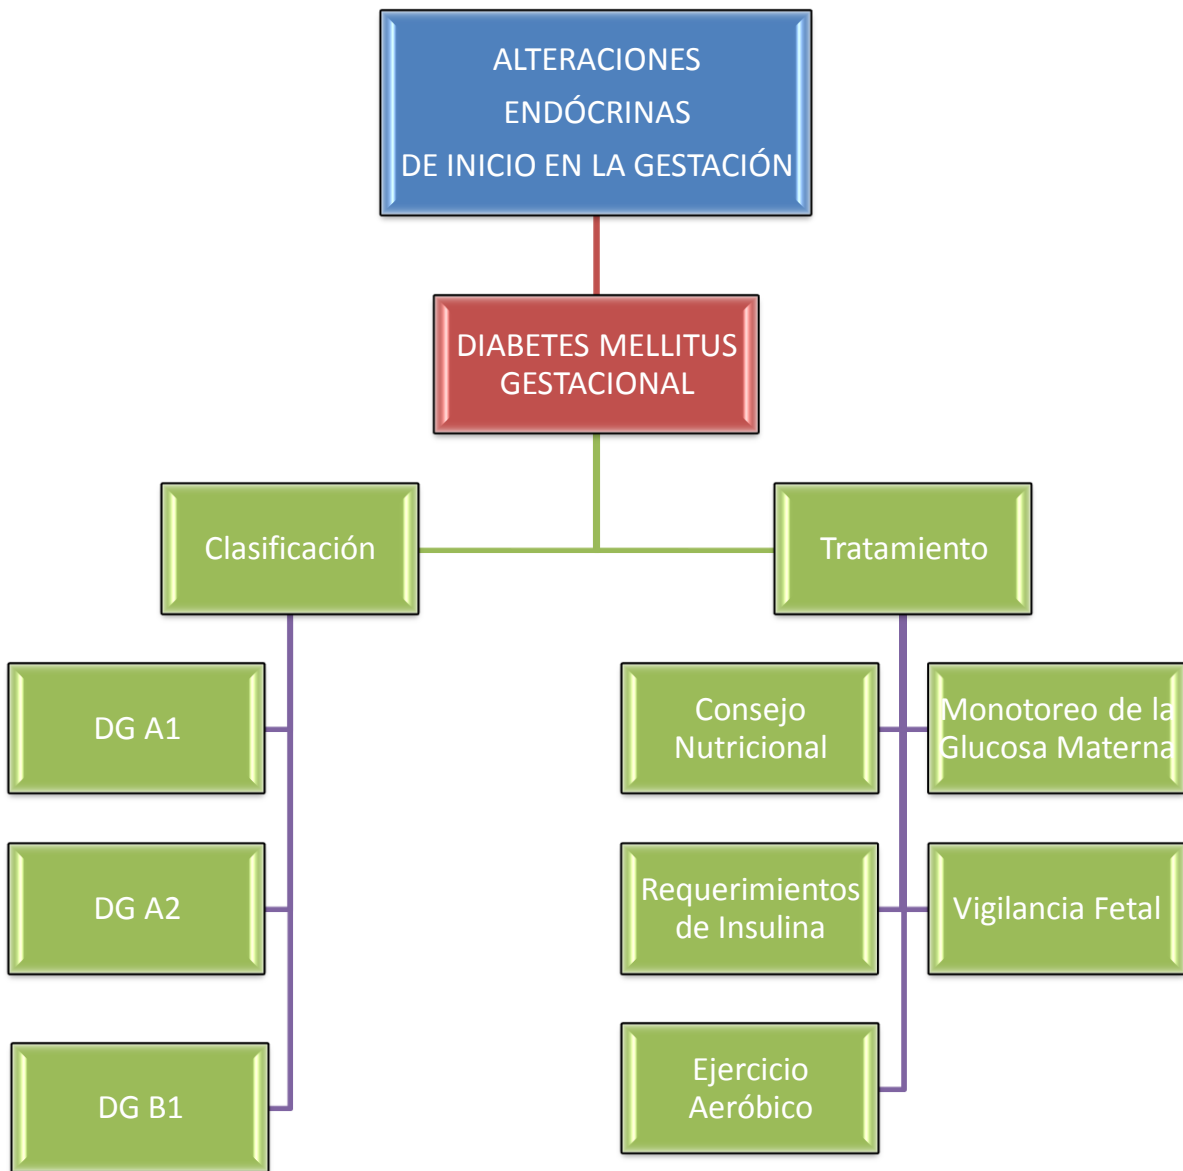 ALTERACIONES
ENDÓCRINAS
DE INICIO EN LA GESTACIÓN
DIABETES MELLITUS
GESTACIONAL
Clasificación
Tratamiento
DG A1
DG A2
DG B1
Consejo
Nutricional
Monotoreo de la
Glucosa Materna
Requerimientos
de Insulina
Vigilancia Fetal
Ejercicio
Aeróbico